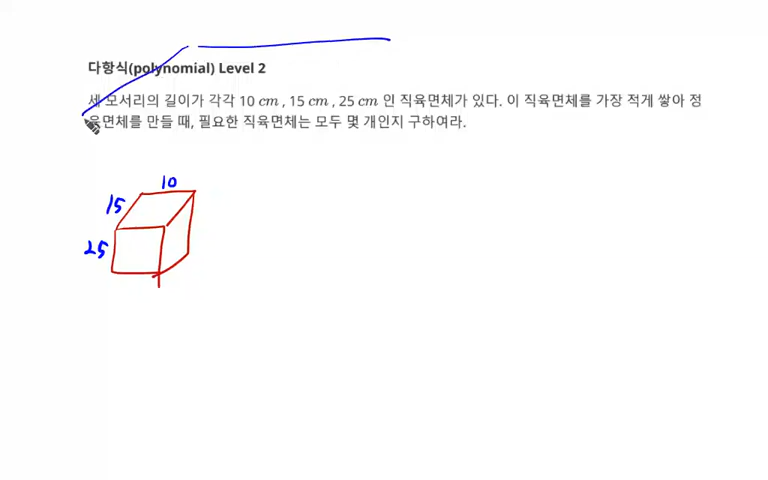 다항식(polynomial) Level 2
세 모서리의 길이가 각각 10 cm , 15 cm , 25 cm 인 직육면체가 있다. 이 직육면체를 가장 적게 쌓아 정
육면체를 만들 때, 필요한 직육면체는 모두 몇 개인지 구하여라.
10
15
25